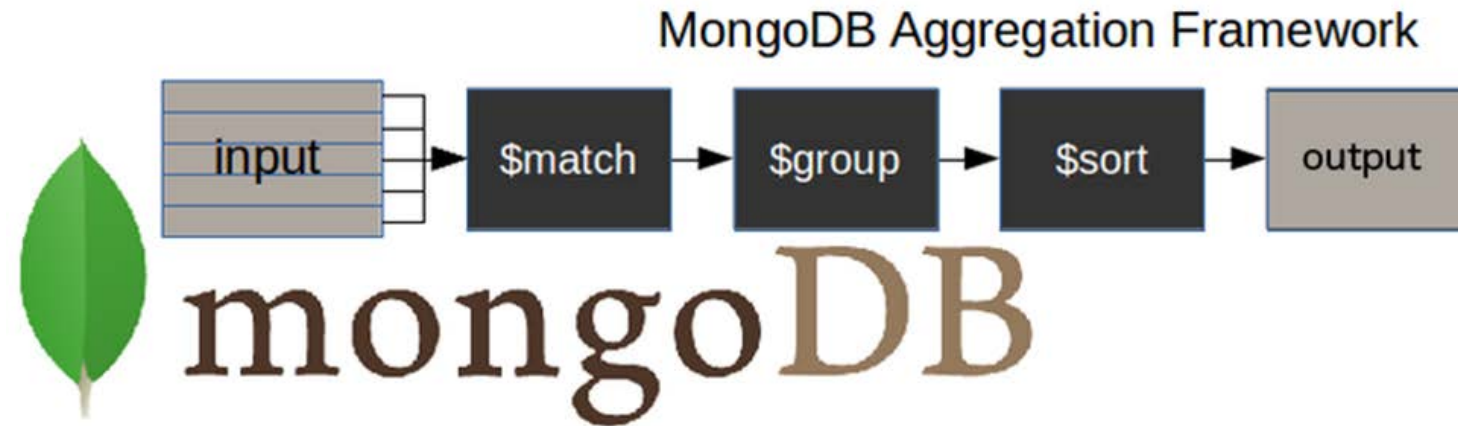 MongoDB Aggregation Framework
input $match $group $sort output
mongoDB